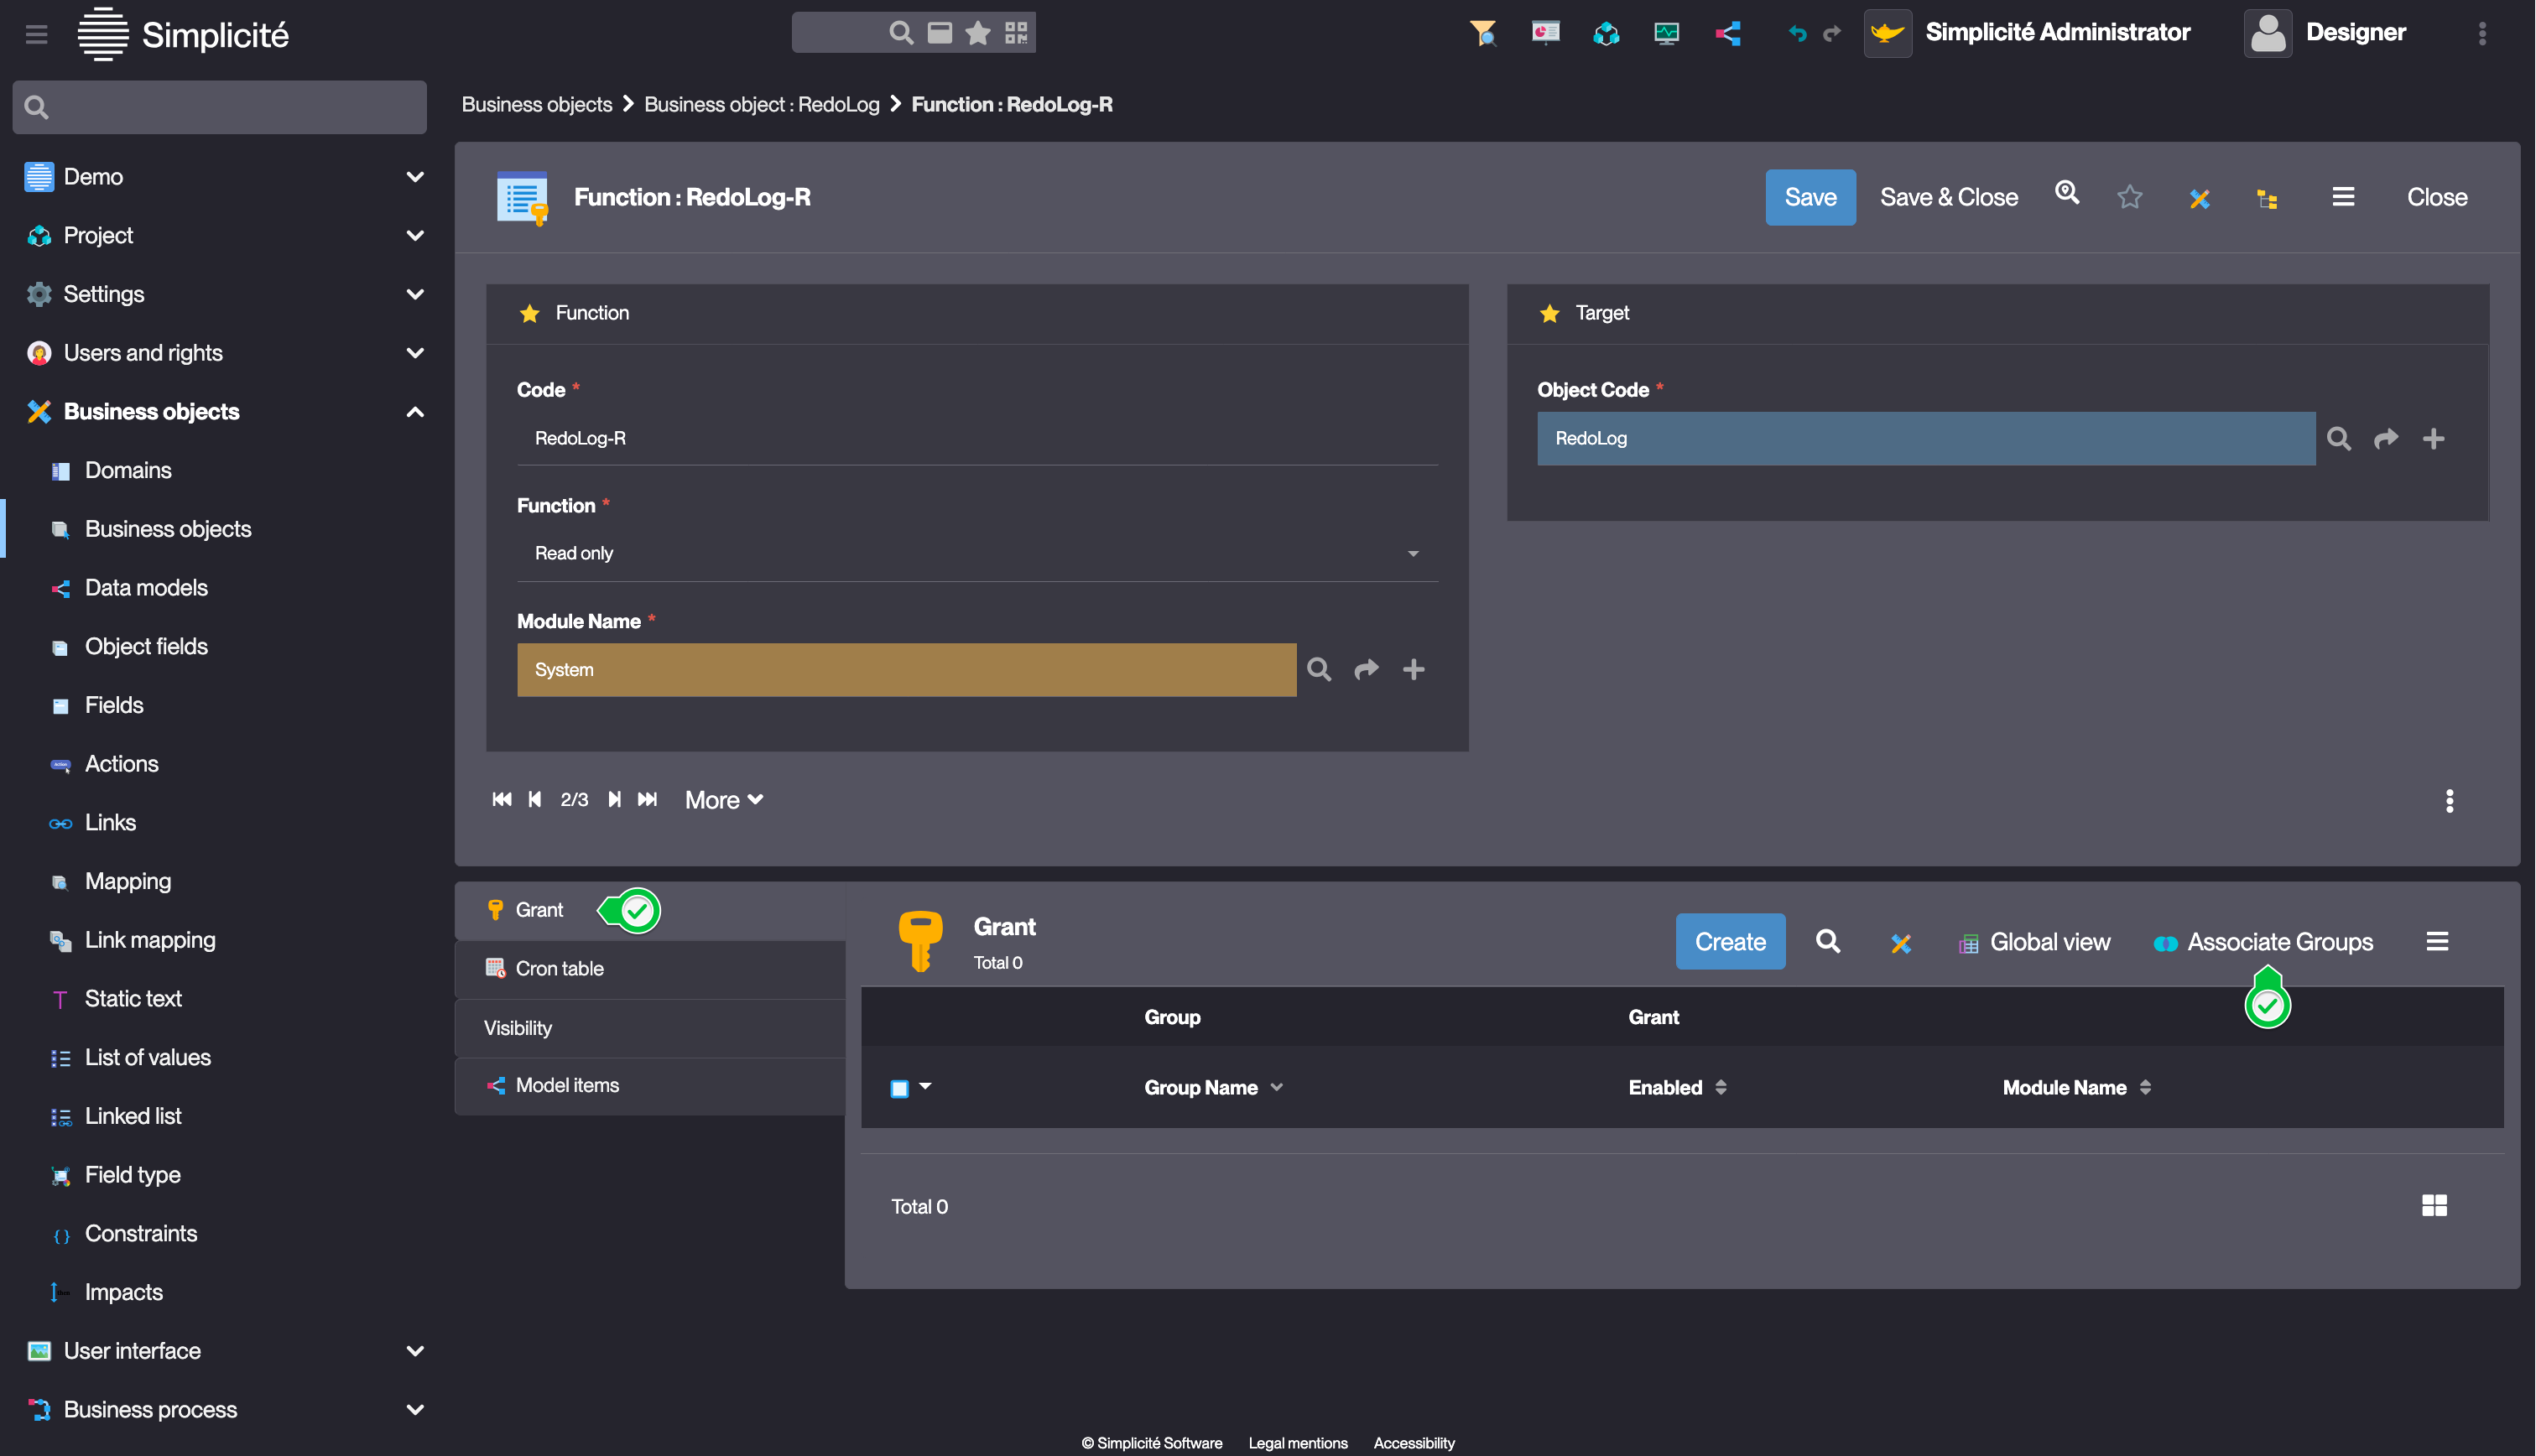 Simplicité
Simplicité Administrator
Designer
Business objects > Business object : RedoLog > Function : RedoLog-R
Demo
Project
Settings
Users and rights
Business objects
Domains
Business objects
Data models
Object fields
Fields
Actions
Links
Mapping
Link mapping
Static text
List of values
Linked list
Field type
Constraints
Impacts
User interface
Business process
Function : RedoLog-R
Save
Save & Close
Close
Function
Code *
RedoLog-R
Function *
Read only
Module Name *
System
Target
Object Code *
RedoLog
2/3
More
Grant
Cron table
Visibility
Model items
Grant
Total 0
Create
Global view
Associate Groups
Group
Grant
Group Name
Enabled
Module Name
Total 0
© Simplicité Software
Legal mentions
Accessibility